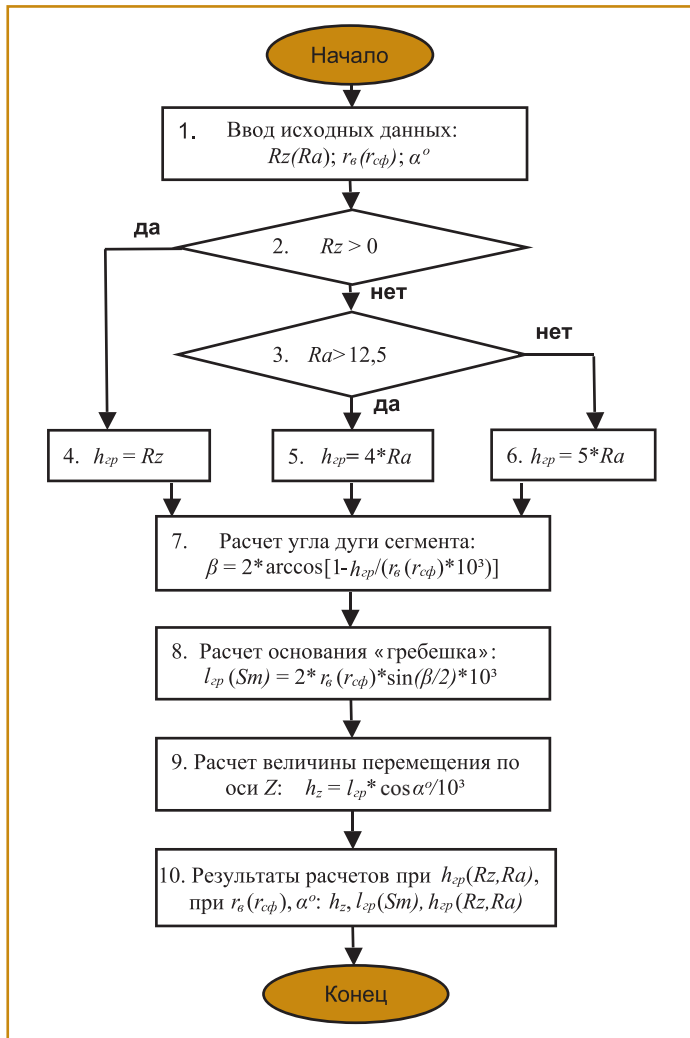 Начало
1. Ввод исходных данных:
Rz(Ra); rв(rсф); αº
да
2. Rz > 0
нет
нет
3. Ra>12,5
да
4. hгр = Rz
5. hгр= 4*Ra
6. hгр = 5*Ra
7 Расчет угла дуги сегмента:
β = 2*arccos[1-hгр/(rв(rсф)*10³)]
8. Расчет основания «гребешка»:
lгр(Sm) = 2* rв(rсф)*sin(β/2)*10³
9. Расчет величины перемещения по
оси Z: hz = lгр* cosαº/10³
10. Результаты расчетов при hгр(Rz,Ra),
при rв(rсф), αº: hz, lгр(Sm), hгр(Rz,Ra)
Конец